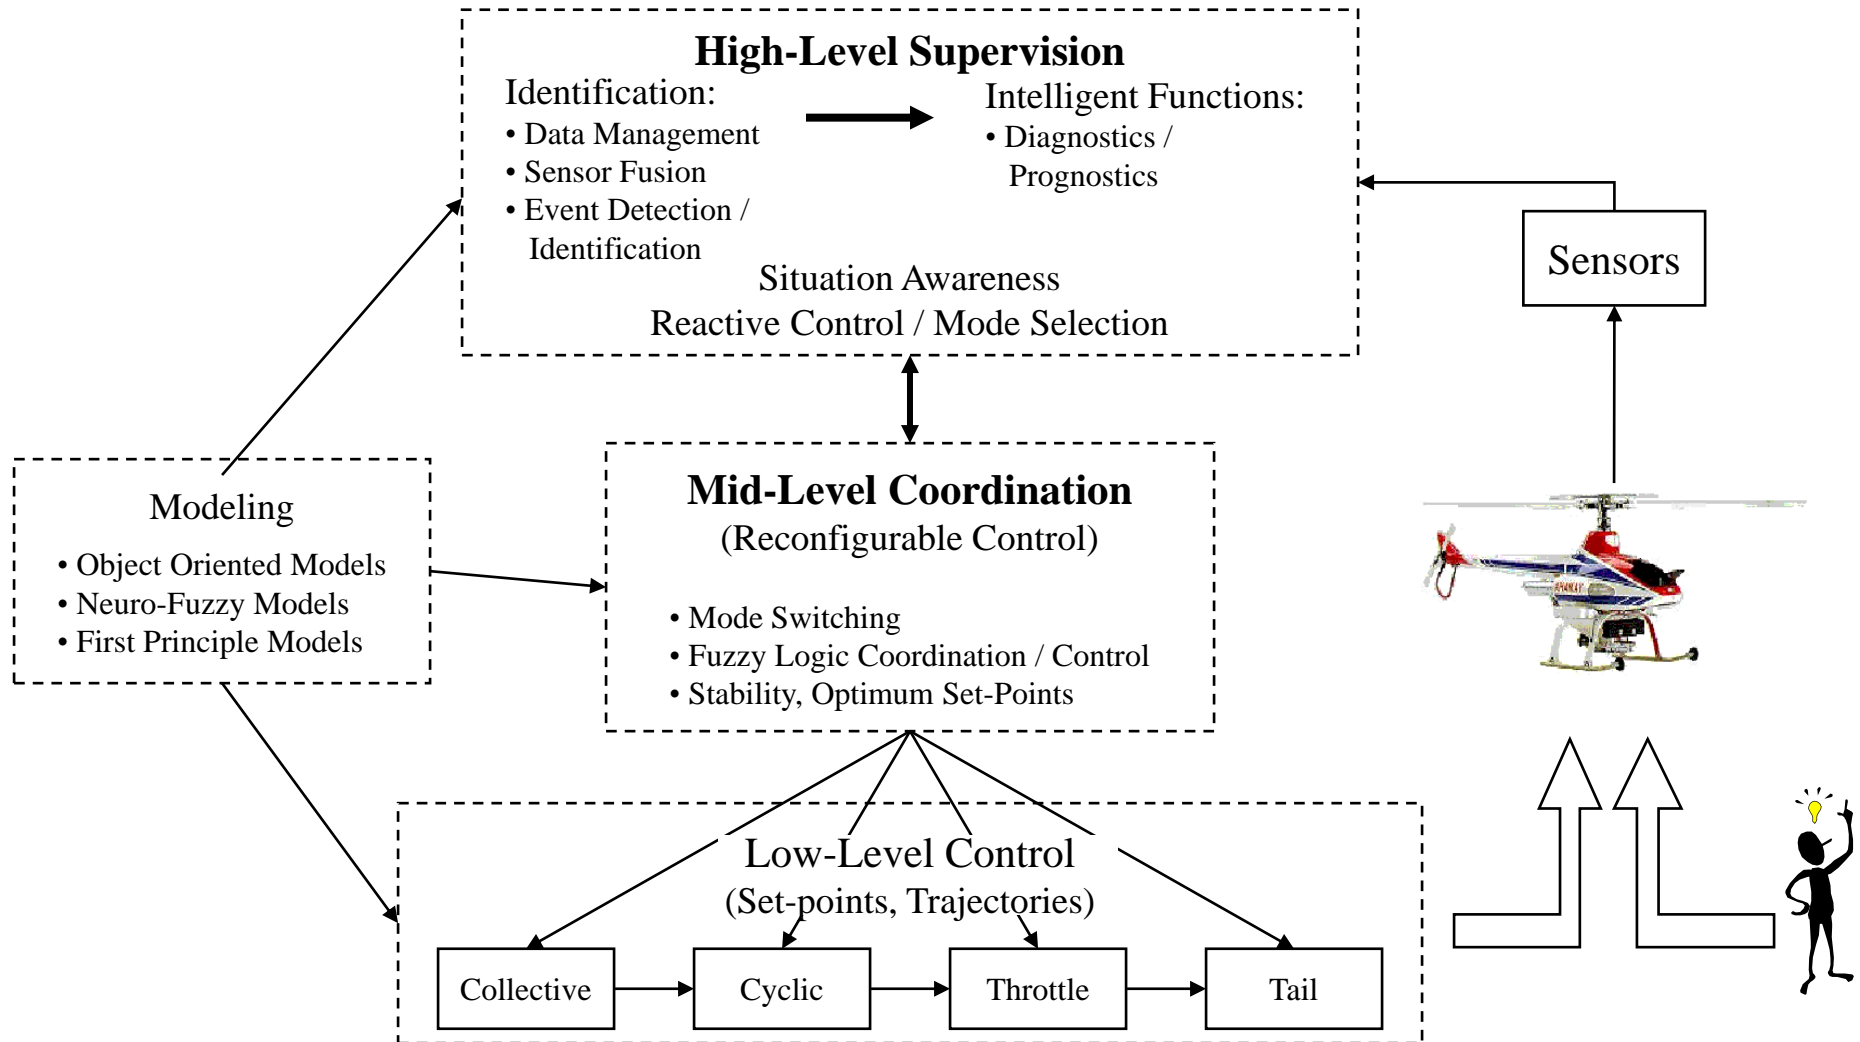 High-Level Supervision
Identification:
• Data Management
• Sensor Fusion
• Event Detection /
Identification
Intelligent Functions:
• Diagnostics /
Prognostics
Situation Awareness
Reactive Control / Mode Selection
Sensors
Modeling
• Object Oriented Models
• Neuro-Fuzzy Models
• First Principle Models
Mid-Level Coordination
(Reconfigurable Control)
• Mode Switching
• Fuzzy Logic Coordination / Control
• Stability, Optimum Set-Points
Low-Level Control
(Set-points, Trajectories)
Collective
Cyclic
Throttle
Tail